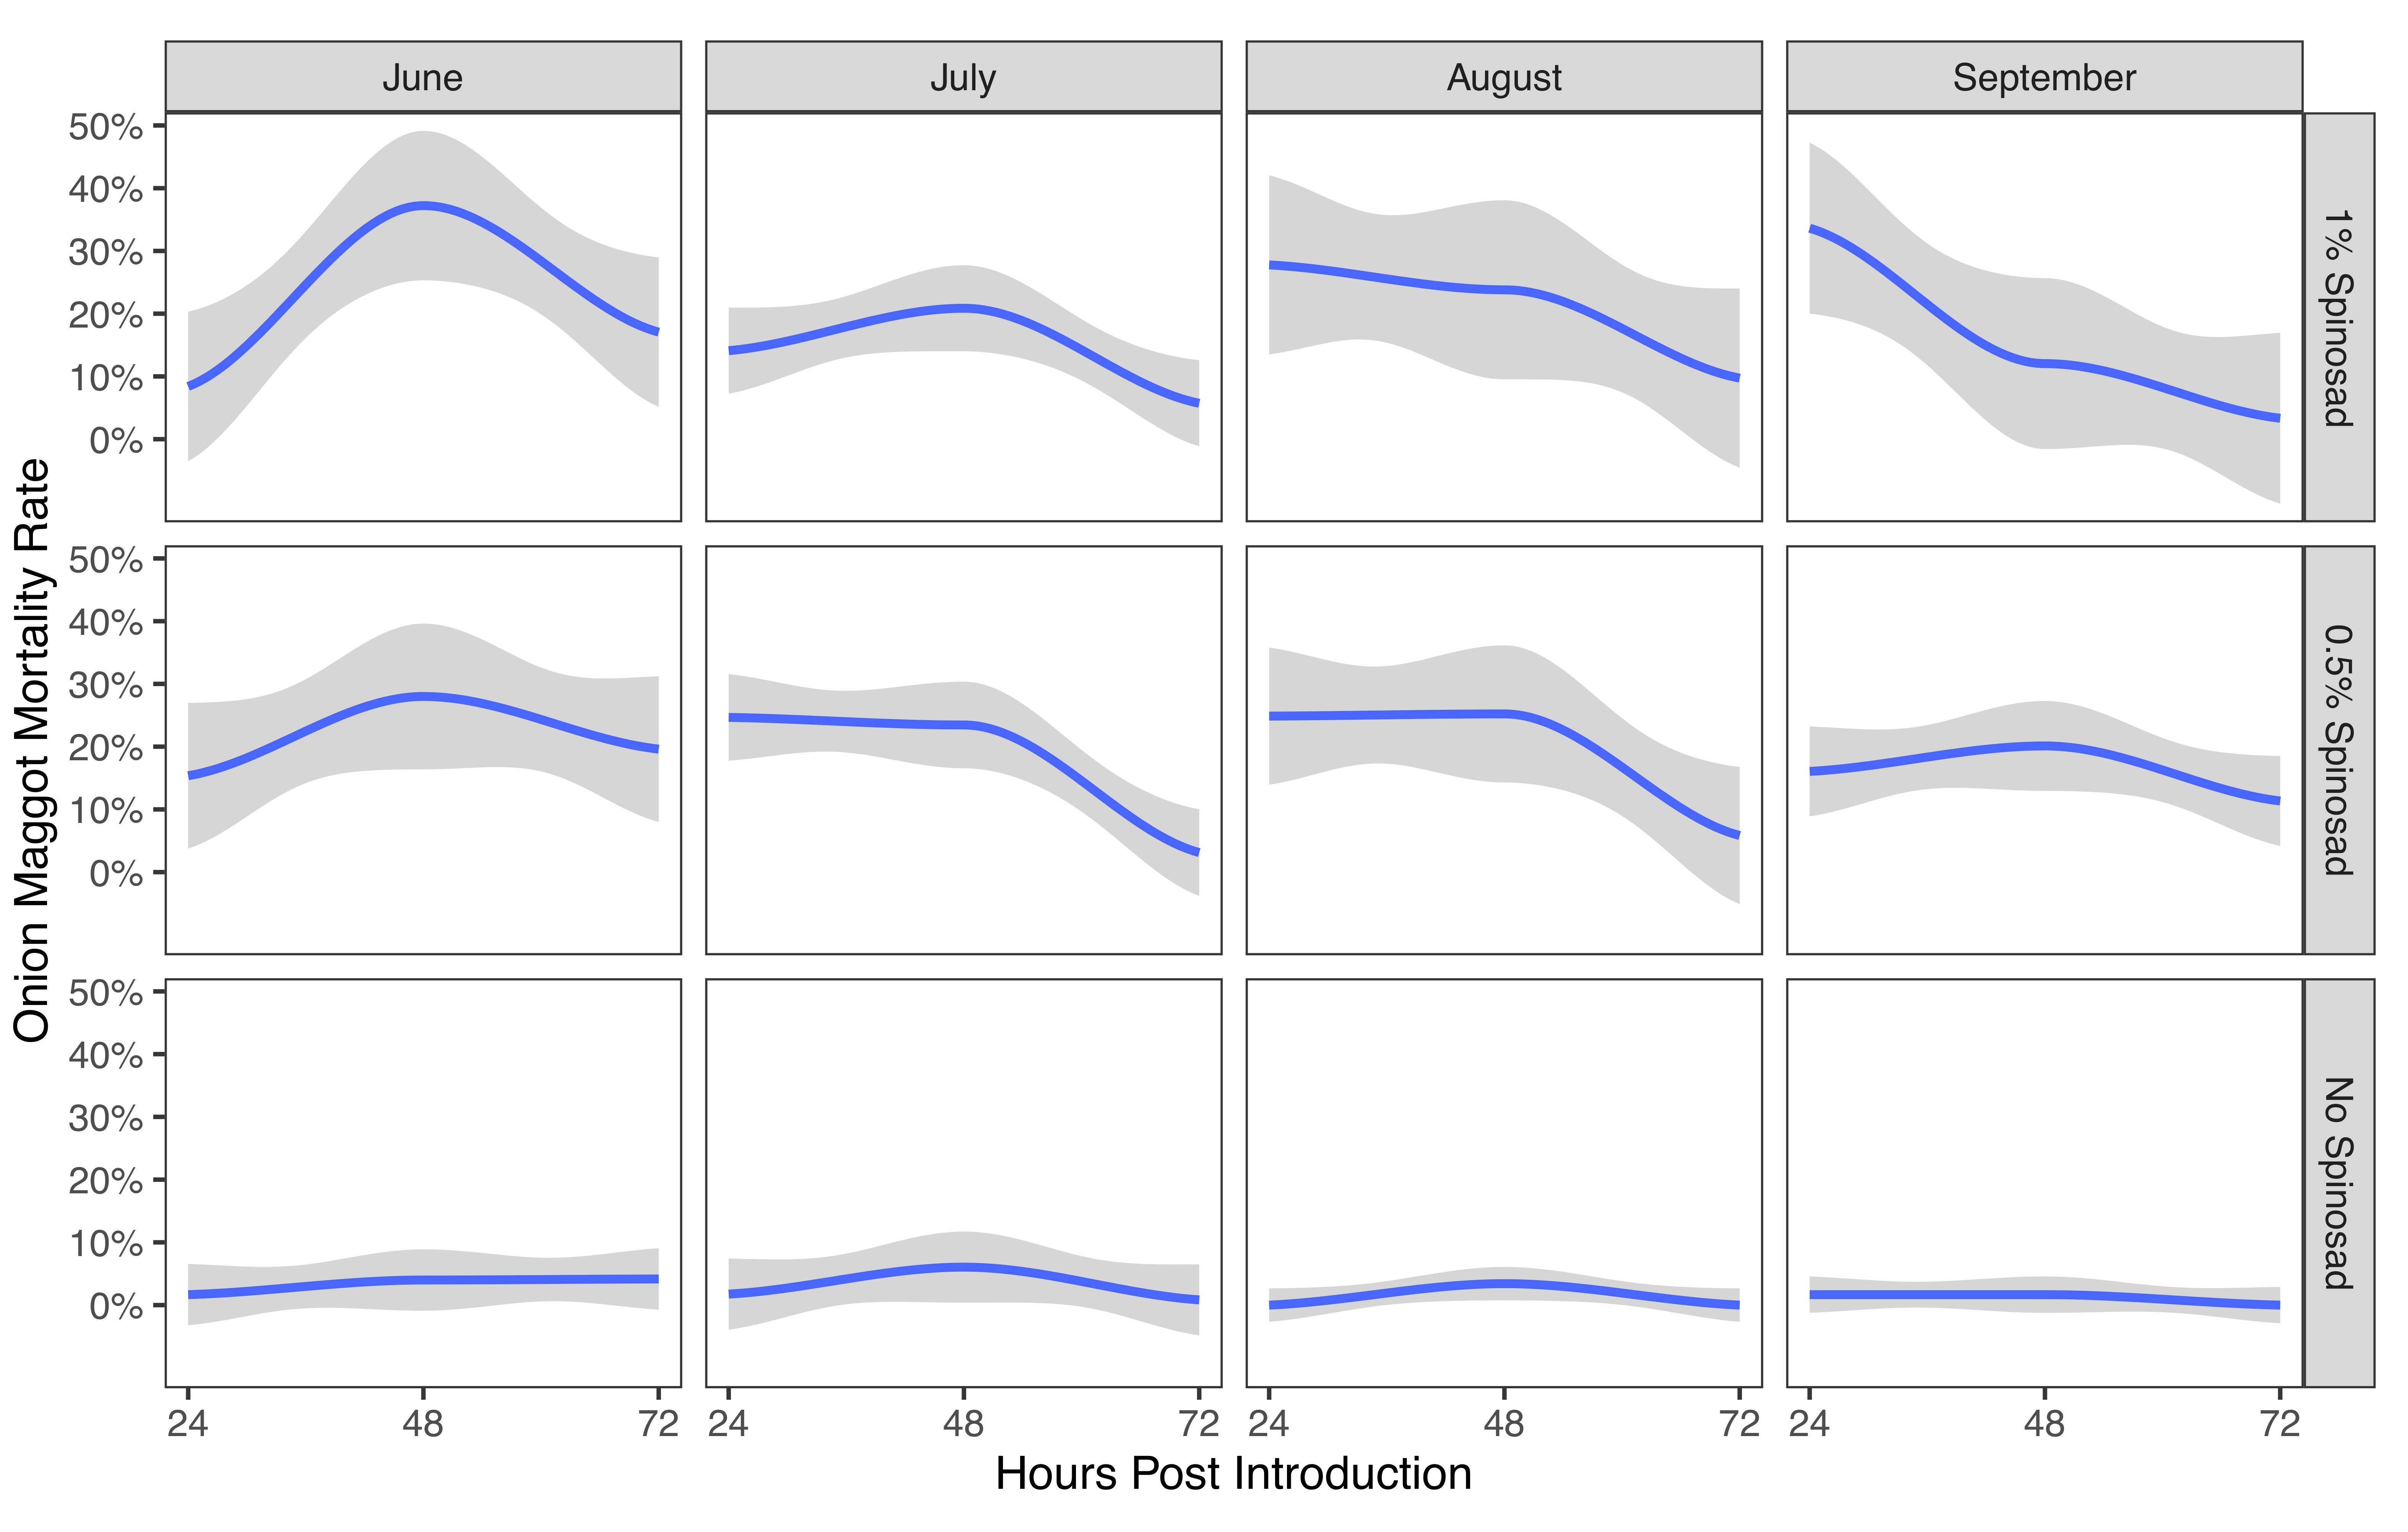 June
July
August
September
50%
40%
30%
20%
10%
0%
1% Spinosad
50%
40%
30%
20%
10%
0%
0.5% Spinosad
50%
40%
30%
20%
10%
0%
No Spinosad
Onion Maggot Mortality Rate
24 48 72 24 48 72 24 48 72 24 48 72
Hours Post Introduction